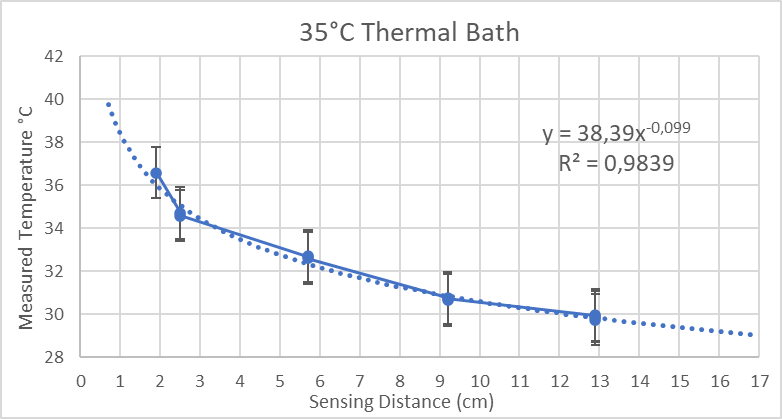 35°C Thermal Bath
42
40
38
36
34
32
30
28
Measured Temperature °C
y = 38,39x^-0,099
R² = 0,9839
0 1 2 3 4 5 6 7 8 9 10 11 12 13 14 15 16 17
Sensing Distance (cm)